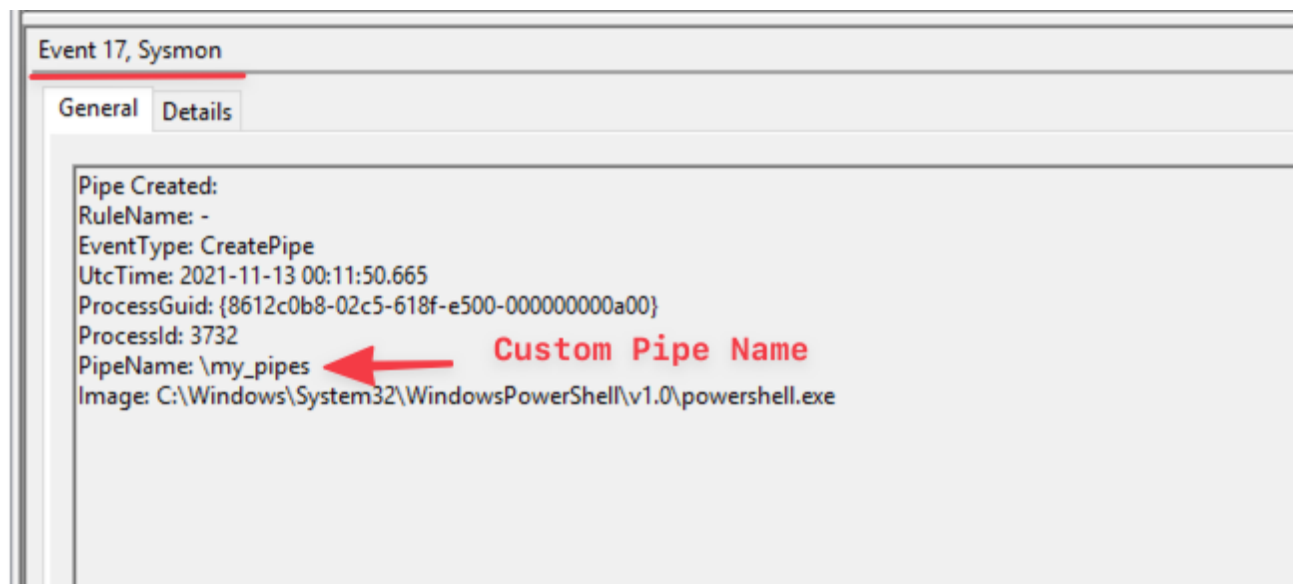 Event 17, Sysmon
General Details
Pipe Created:
RuleName: -
EventType: CreatePipe
UtcTime: 2021-11-13 00:11:50.665
ProcessGuid: {8612c0b8-02c5-618f-e500-000000000a00}
ProcessId: 3732
PipeName: \my_pipes Custom Pipe Name
Image: C:\Windows\System32\WindowsPowerShell\v1.0\powershell.exe